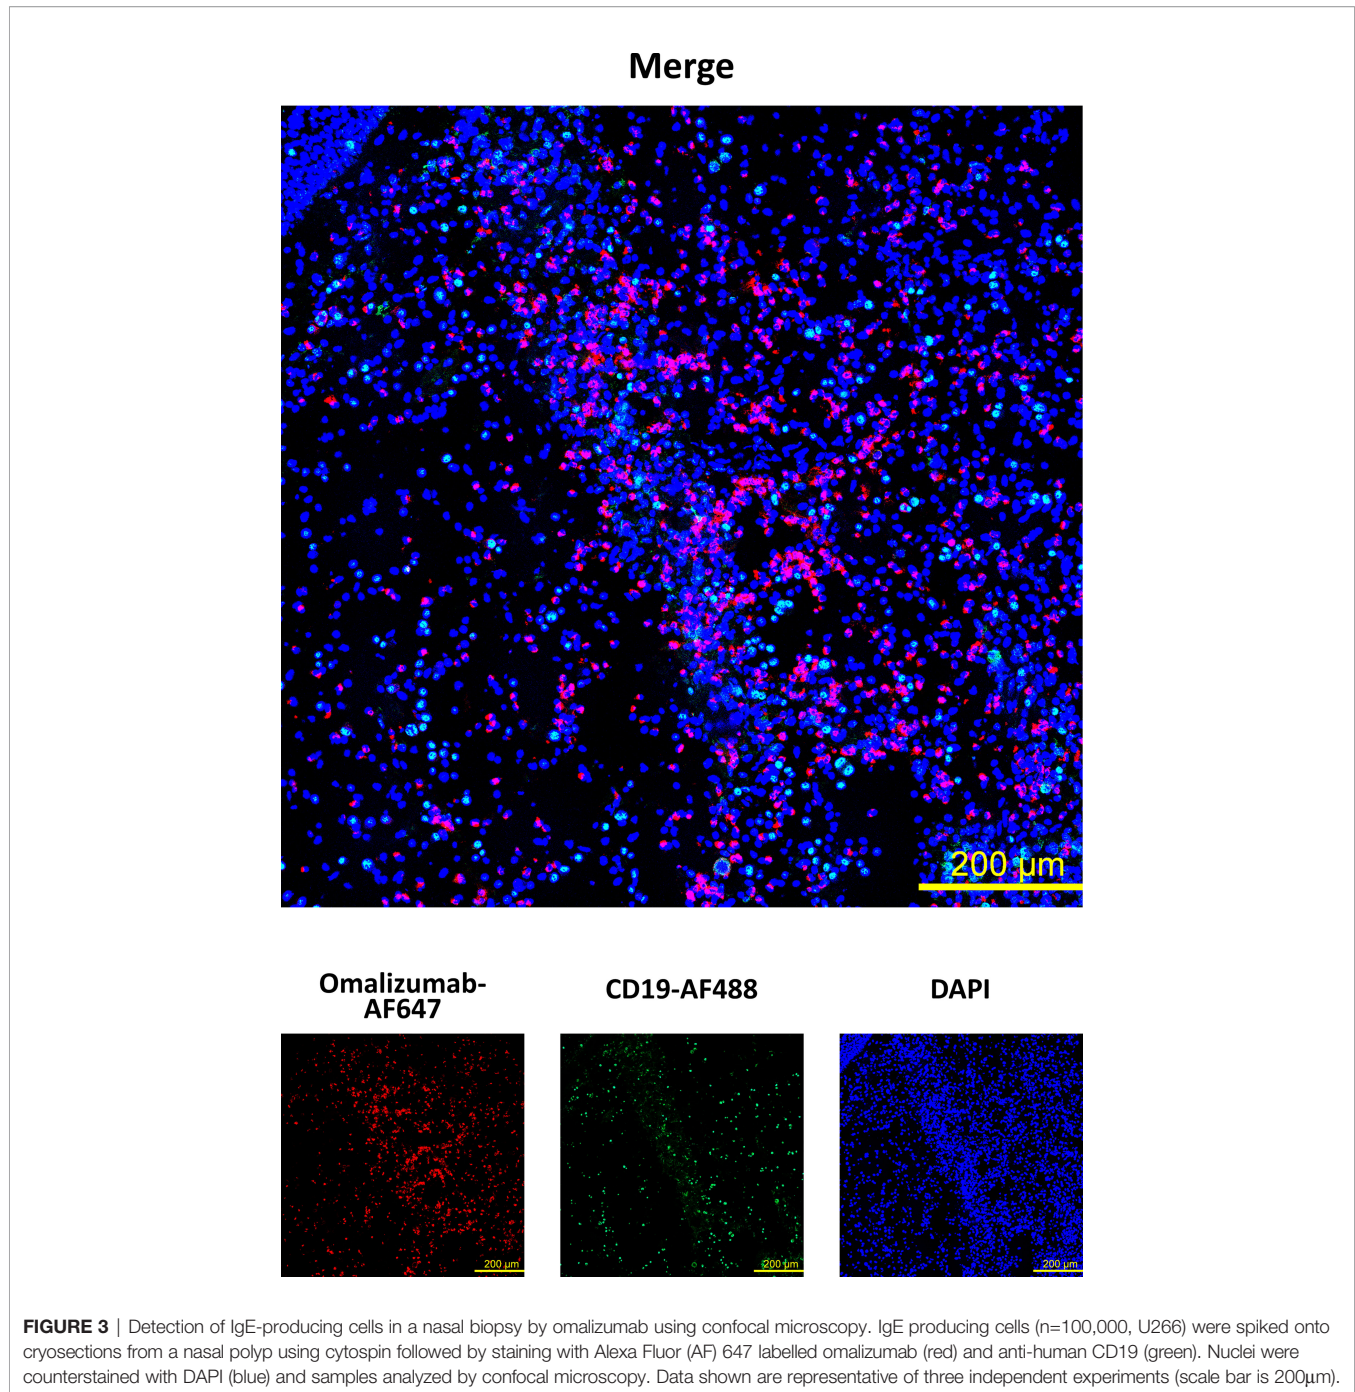 Merge
200 μm
Omalizumab-
AF647
CD19-AF488
DAPI
200 μm
200 μm
200 μm
FIGURE 3 | Detection of IgE-producing cells in a nasal biopsy by omalizumab using confocal microscopy. IgE producing cells (n=100,000, U266) were spiked onto
cryosections from a nasal polyp using cytospin followed by staining with Alexa Fluor (AF) 647 labelled omalizumab (red) and anti-human CD19 (green). Nuclei were
counterstained with DAPI (blue) and samples analyzed by confocal microscopy. Data shown are representative of three independent experiments (scale bar is 200μm).